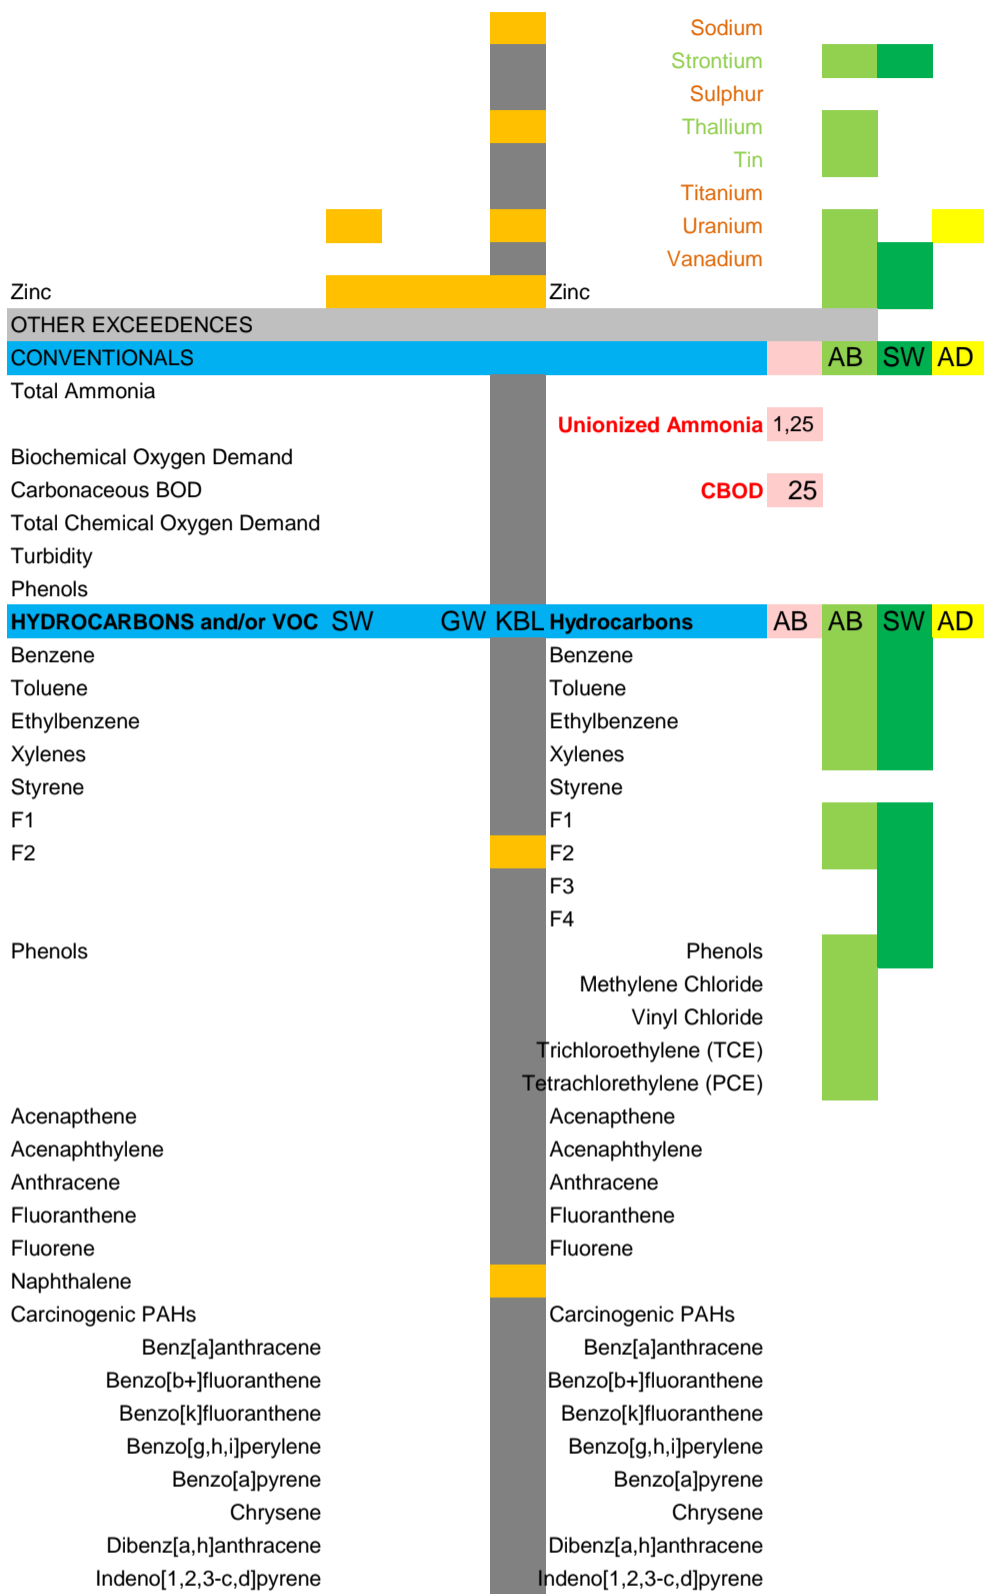 Sodium
Strontium
Sulphur
Thallium
Tin
Titanium
Uranium
Vanadium
Zinc Zinc
OTHER EXCEEDENCES
CONVENTIONALS AB SW AD
Total Ammonia
Unionized Ammonia 1,25
Biochemical Oxygen Demand
Carbonaceous BOD CBOD 25
Total Chemical Oxygen Demand
Turbidity
Phenols
HYDROCARBONS and/or VOC SW GW KBL Hydrocarbons AB AB SW AD
Benzene Benzene
Toluene Toluene
Ethylbenzene Ethylbenzene
Xylenes Xylenes
Styrene Styrene
F1 F1
F2 F2
F3
F4
Phenols Phenols
Methylene Chloride
Vinyl Chloride
Trichloroethylene (TCE)
Tetrachlorethylene (PCE)
Acenapthene Acenapthene
Acenaphthylene Acenaphthylene
Anthracene Anthracene
Fluoranthene Fluoranthene
Fluorene Fluorene
Naphthalene
Carcinogenic PAHs Carcinogenic PAHs
Benz[a]anthracene Benz[a]anthracene
Benzo[b+]fluoranthene Benzo[b+]fluoranthene
Benzo[k]fluoranthene Benzo[k]fluoranthene
Benzo[g,h,i]perylene Benzo[g,h,i]perylene
Benzo[a]pyrene Benzo[a]pyrene
Chrysene Chrysene
Dibenz[a,h]anthracene Dibenz[a,h]anthracene
Indeno[1,2,3-c,d]pyrene Indeno[1,2,3-c,d]pyrene